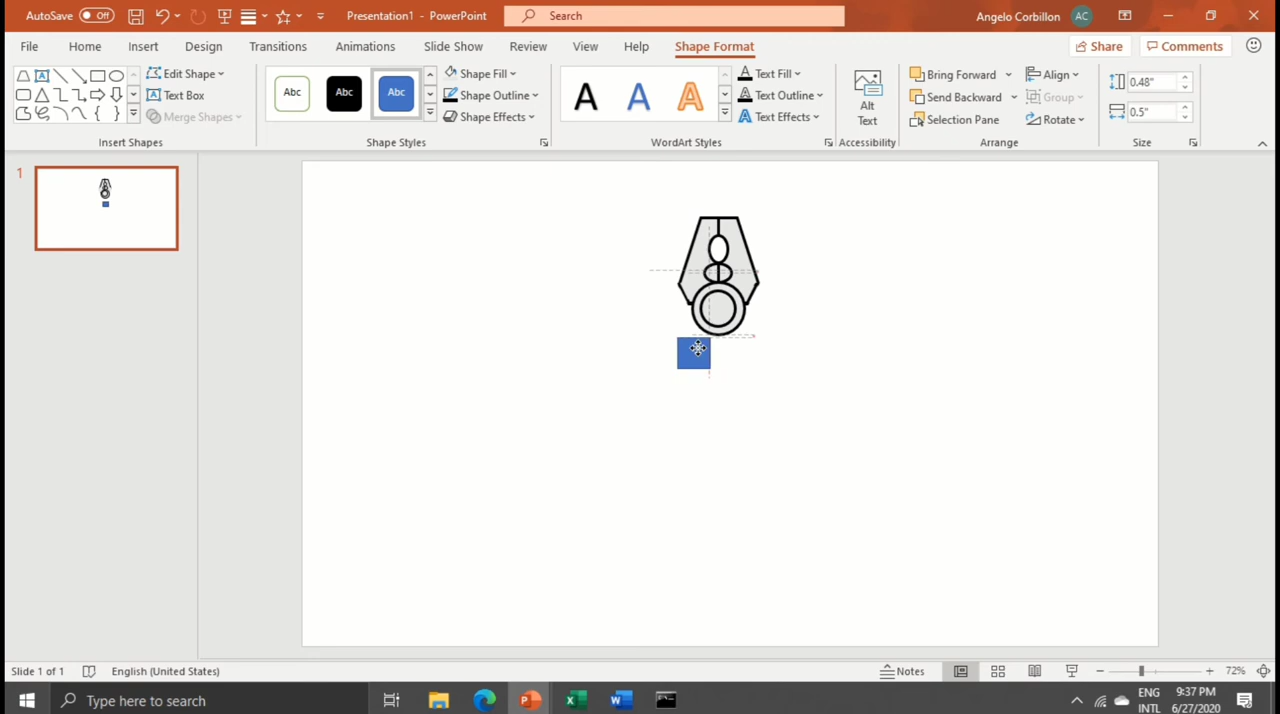 AutoSave Off Presentation1 - PowerPoint Search Angelo Corbillon AC
File Home Insert Design Transitions Animations Slide Show Review View Help Shape Format Share Comments
Edit Shape
Text Box
Merge Shapes
Insert Shapes
Abc Abc Abc
Shape Fill
Shape Outline
Shape Effects
Shape Styles
A A A
Text Fill
Text Outline
Text Effects
WordArt Styles
Alt
Text
Accessibility
Bring Forward
Send Backward
Selection Pane
Align
Group
Rotate
Arrange
0.48"
0.5"
Size
1
Slide 1 of 1 English (United States) Notes 72%
Type here to search
ENG
INTL
9:37 PM
6/27/2020